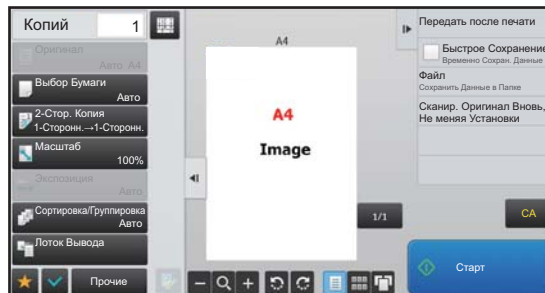 Копий 1
Оригинал
Авто A4
Выбор Бумаги
Авто
2-Стор. Копия
1-Сторонн.→1-Сторонн.
Масштаб
100%
Экспозиция
Авто
Сортировка/Группировка
Авто
Лоток Вывода
Прочие
A4
A4
Image
1/1
Передать после печати
Быстрое Сохранение
Временно Сохран. Данные
Файл
Сохранить Данные в Папке
Сканир. Оригинал Вновь,
Не меняя Установки
CA
Старт